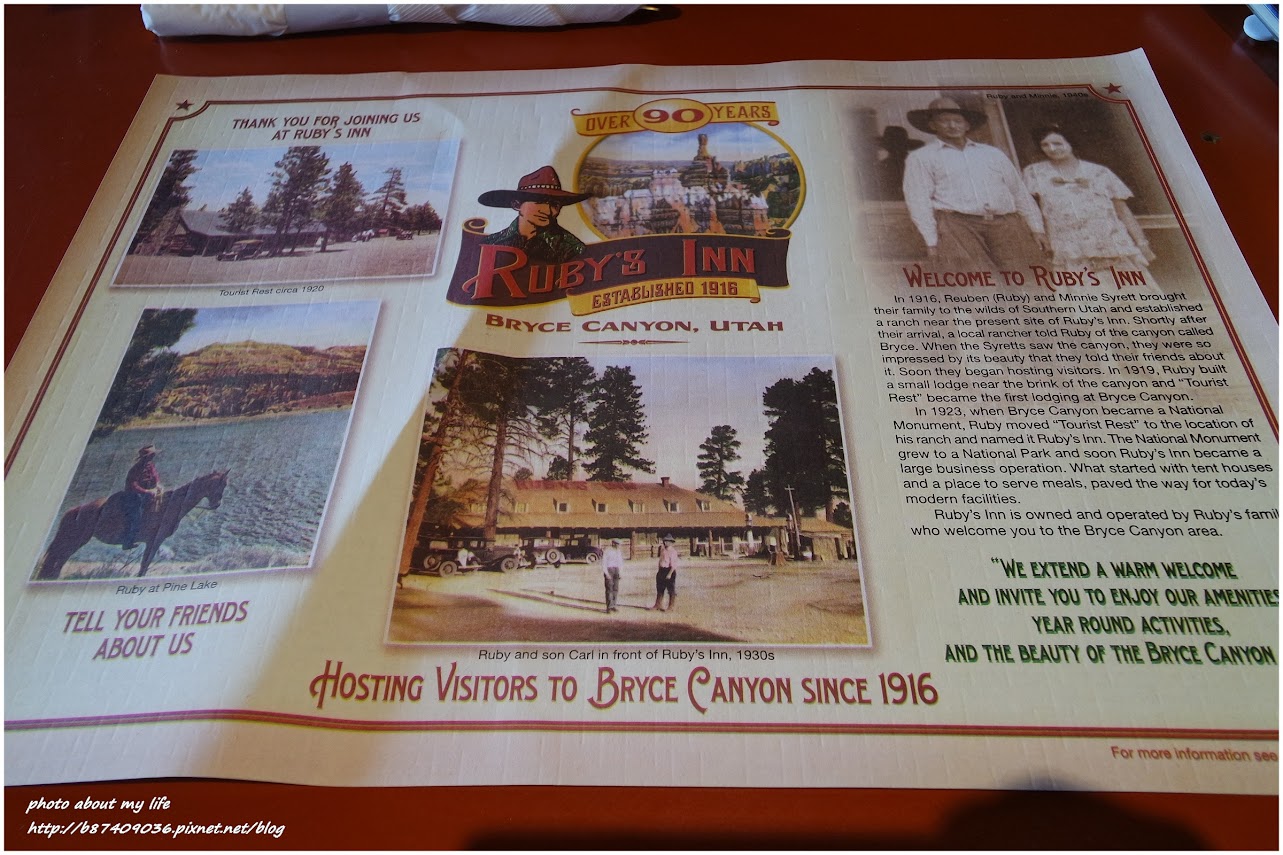 THANK YOU FOR JOINING US
AT RUBY'S INN
Tourist Rest circa 1920
Ruby at Pine Lake
TELL YOUR FRIENDS
ABOUT US
OVER 90 YEARS
RUBY'S INN
ESTABLISHED 1916
BRYCE CANYON, UTAH
Ruby and son Carl in front of Ruby's Inn, 1930s
HOSTING VISITORS TO BRYCE CANYON SINCE 1916
Ruby and Minnie, 1940s
WELCOME TO RUBY'S INN
In 1916, Reuben (Ruby) and Minnie Syrett brought
their family to the wilds of Southern Utah and established
a ranch near the present site of Ruby's Inn. Shortly after
their arrival, a local rancher told Ruby of the canyon called
Bryce. When the Syretts saw the canyon, they were so
impressed by its beauty that they told their friends about
it. Soon they began hosting visitors. In 1919, Ruby built
a small lodge near the brink of the canyon and "Tourist
Rest" became the first lodging at Bryce Canyon.
In 1923, when Bryce Canyon became a National
Monument, Ruby moved "Tourist Rest" to the location of
his ranch and named it Ruby's Inn. The National Monument
grew to a National Park and soon Ruby's Inn became a
large business operation. What started with tent houses
and a place to serve meals, paved the way for today's
modern facilities.
Ruby's Inn is owned and operated by Ruby's famil
who welcome you to the Bryce Canyon area.
"WE EXTEND A WARM WELCOME
AND INVITE YOU TO ENJOY OUR AMENITIES
YEAR ROUND ACTIVITIES,
AND THE BEAUTY OF THE BRYCE CANYON
For more information see
photo about my life
http://b87409036.pixnet.net/blog